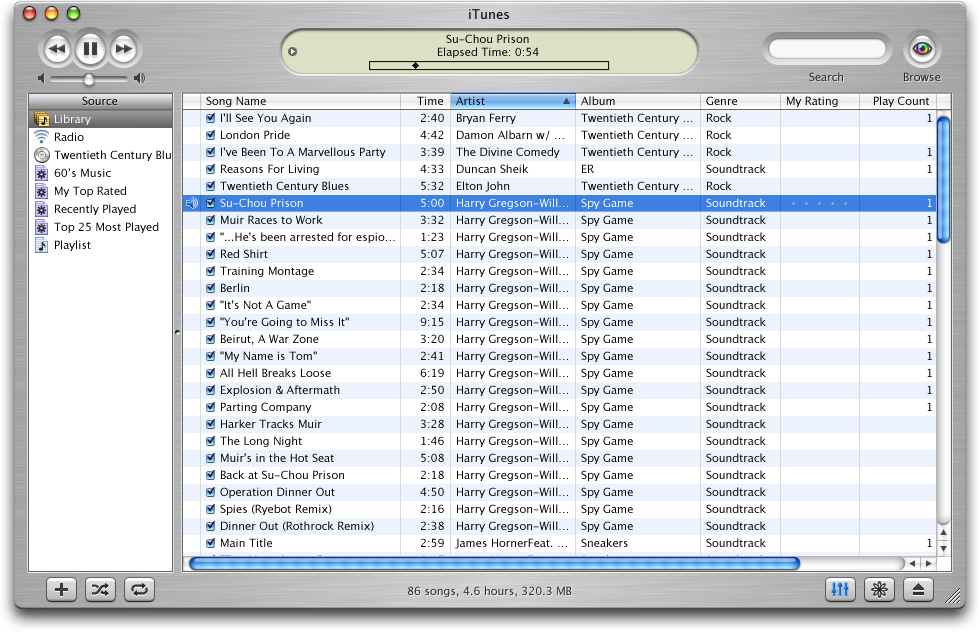 iTunes
Su-Chou Prison
Elapsed Time: 0:54
Search
Browse
Source
Library
Radio
Twentieth Century Blu
60's Music
My Top Rated
Recently Played
Top 25 Most Played
Playlist
Song Name Time Artist Album Genre My Rating Play Count
I'll See You Again 2:40 Bryan Ferry Twentieth Century ... Rock 1
London Pride 4:42 Damon Albarn w/ ... Twentieth Century ... Rock
I've Been To A Marvellous Party 3:39 The Divine Comedy Twentieth Century ... Rock 1
Reasons For Living 4:33 Duncan Sheik ER Soundtrack 1
Twentieth Century Blues 5:32 Elton John Twentieth Century ... Rock
Su-Chou Prison 5:00 Harry Gregson-Will... Spy Game Soundtrack 1
Muir Races to Work 3:32 Harry Gregson-Will... Spy Game Soundtrack 1
"...He's been arrested for espio... 1:23 Harry Gregson-Will... Spy Game Soundtrack 1
Red Shirt 5:07 Harry Gregson-Will... Spy Game Soundtrack 1
Training Montage 2:34 Harry Gregson-Will... Spy Game Soundtrack 1
Berlin 2:18 Harry Gregson-Will... Spy Game Soundtrack 1
"It's Not A Game" 2:34 Harry Gregson-Will... Spy Game Soundtrack 1
"You're Going to Miss It" 9:15 Harry Gregson-Will... Spy Game Soundtrack 1
Beirut, A War Zone 3:20 Harry Gregson-Will... Spy Game Soundtrack 1
"My Name is Tom" 2:41 Harry Gregson-Will... Spy Game Soundtrack 1
All Hell Breaks Loose 6:19 Harry Gregson-Will... Spy Game Soundtrack 1
Explosion & Aftermath 2:50 Harry Gregson-Will... Spy Game Soundtrack 1
Parting Company 2:08 Harry Gregson-Will... Spy Game Soundtrack 1
Harker Tracks Muir 3:28 Harry Gregson-Will... Spy Game Soundtrack
The Long Night 1:46 Harry Gregson-Will... Spy Game Soundtrack
Muir's in the Hot Seat 5:08 Harry Gregson-Will... Spy Game Soundtrack
Back at Su-Chou Prison 2:18 Harry Gregson-Will... Spy Game Soundtrack
Operation Dinner Out 4:50 Harry Gregson-Will... Spy Game Soundtrack
Spies (Ryebot Remix) 2:16 Harry Gregson-Will... Spy Game Soundtrack
Dinner Out (Rothrock Remix) 2:38 Harry Gregson-Will... Spy Game Soundtrack
Main Title 2:59 James HornerFeat. ... Sneakers Soundtrack 1
86 songs, 4.6 hours, 320.3 MB